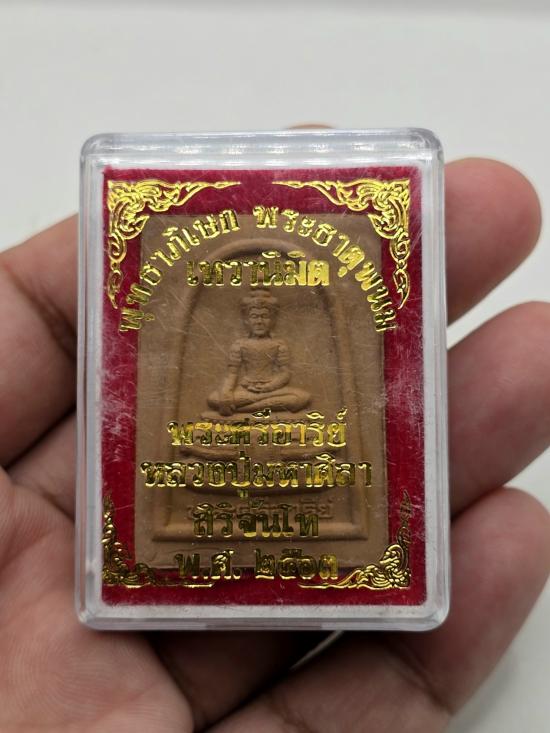 พุทธาภิเษก พระธาตุพนม
เทวานิมิต
พระศรีอาริย์
หลวงปู่มหาศิลา
สิริจันโท
พ.ศ. ๒๕๖๓